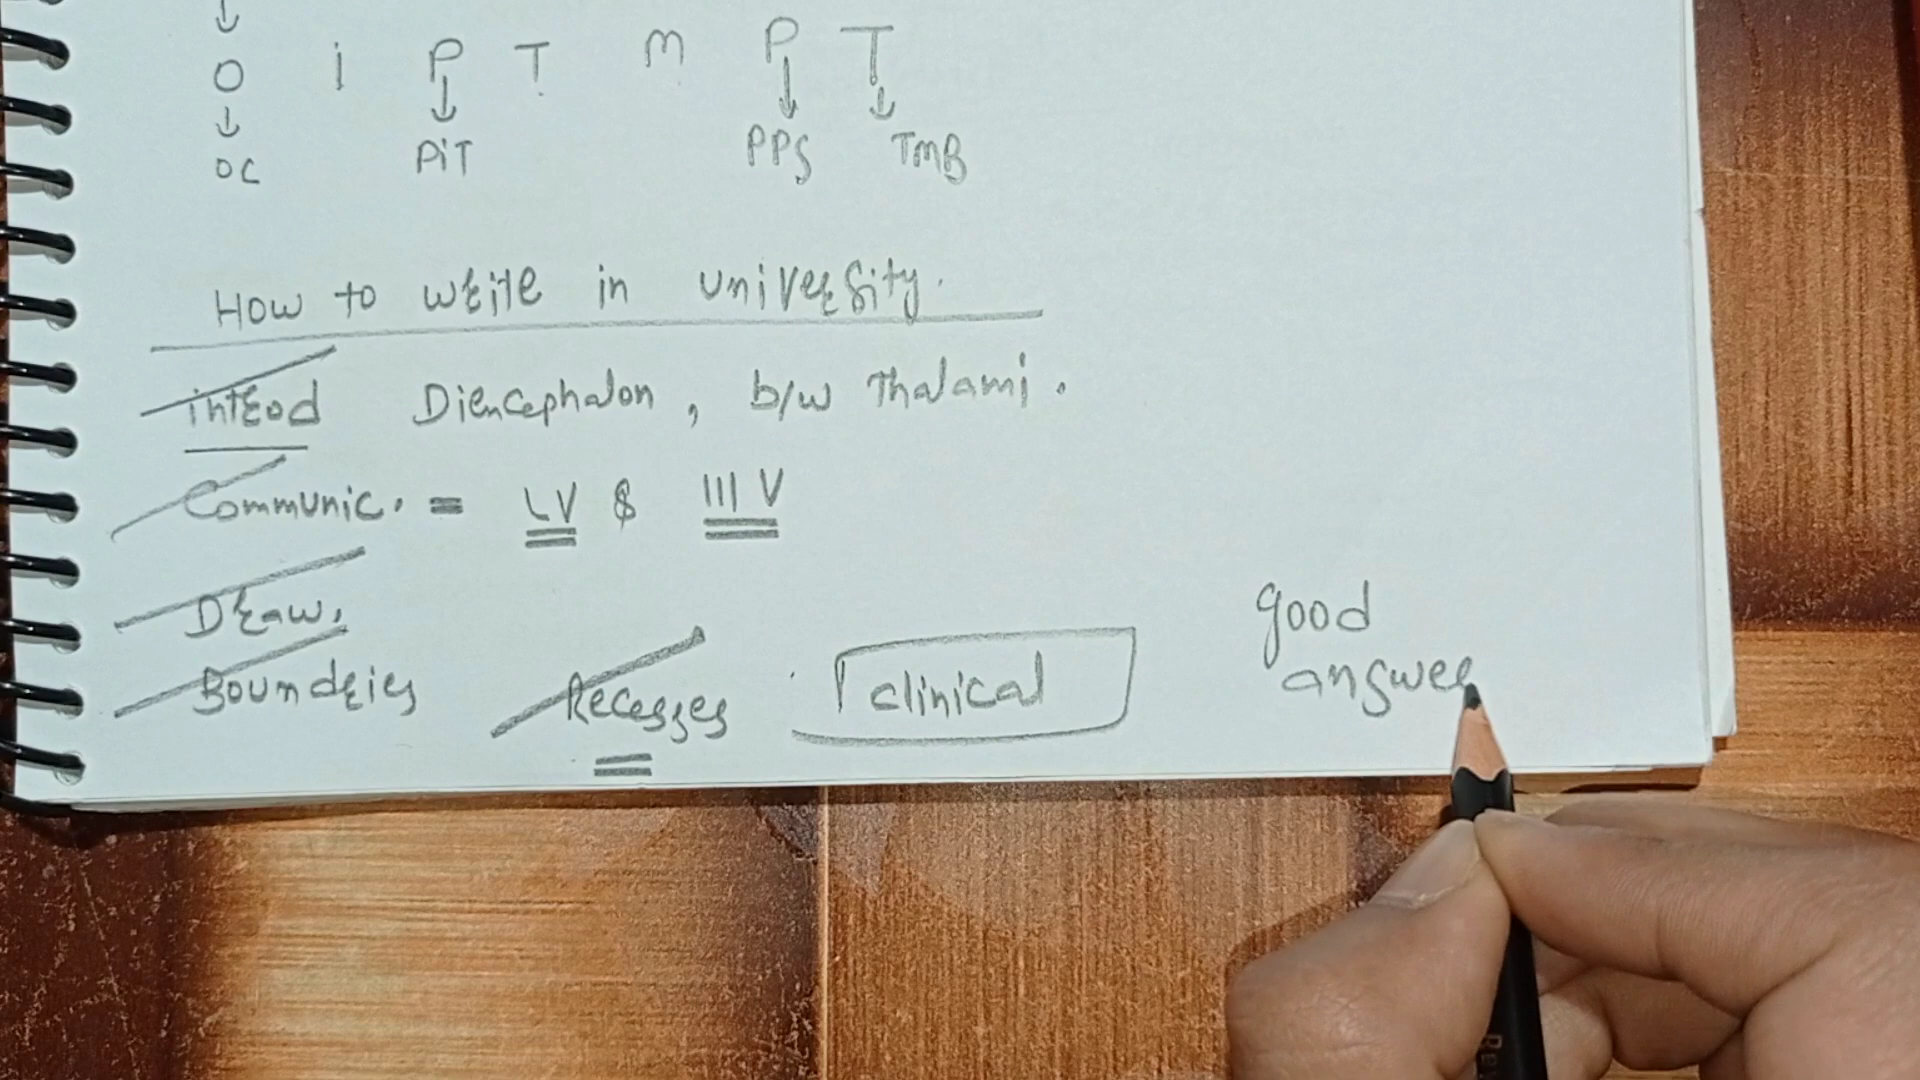 O i P T M P T
OC PiT PPS TMB
How to write in university.
introd Diencephalon, b/w Thalami.
Communic. = LV & III V
Draw.
Boundries Recesses clinical
good
answer